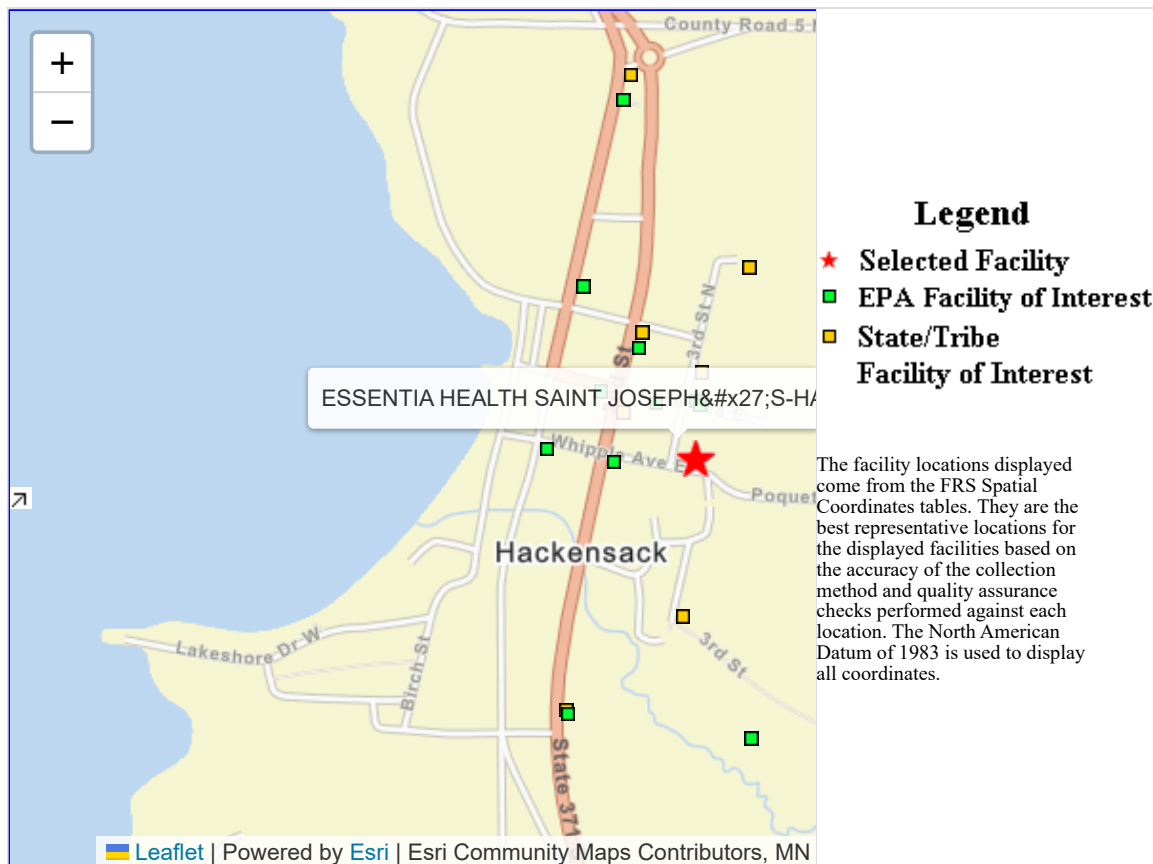 +
−
County Road 5 N
3rd St N
St
ESSENTIA HEALTH SAINT JOSEPH&#x27;S-HA
Whipple Ave E
Poquet
Hackensack
Lakeshore Dr W
Birch St
3rd St
State 371
Leaflet | Powered by Esri | Esri Community Maps Contributors, MN
Legend
Selected Facility
EPA Facility of Interest
State/Tribe
Facility of Interest
The facility locations displayed
come from the FRS Spatial
Coordinates tables. They are the
best representative locations for
the displayed facilities based on
the accuracy of the collection
method and quality assurance
checks performed against each
location. The North American
Datum of 1983 is used to display
all coordinates.